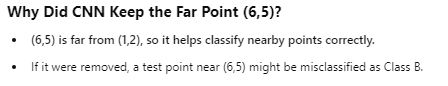 Why Did CNN Keep the Far Point (6,5)?
• (6,5) is far from (1,2), so it helps classify nearby points correctly.
• If it were removed, a test point near (6,5) might be misclassified as Class B.